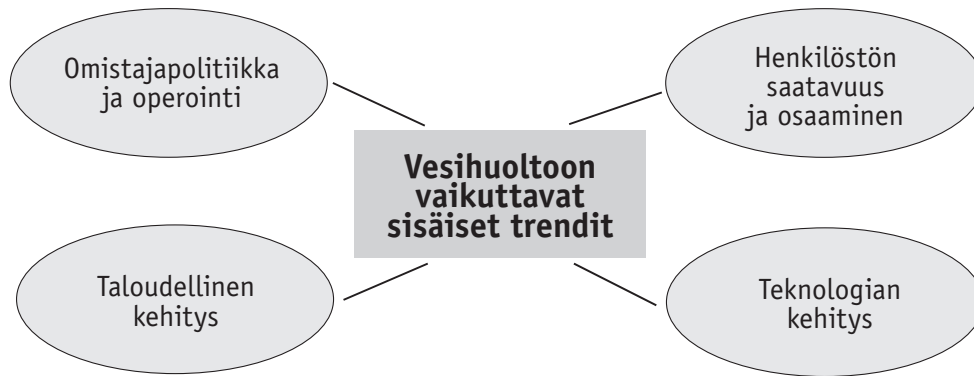 Omistajapolitiikka
ja operointi
Henkilöstön
saatavuus
ja osaaminen
Vesihuoltoon
vaikuttavat
sisäiset trendit
Taloudellinen
kehitys
Teknologian
kehitys